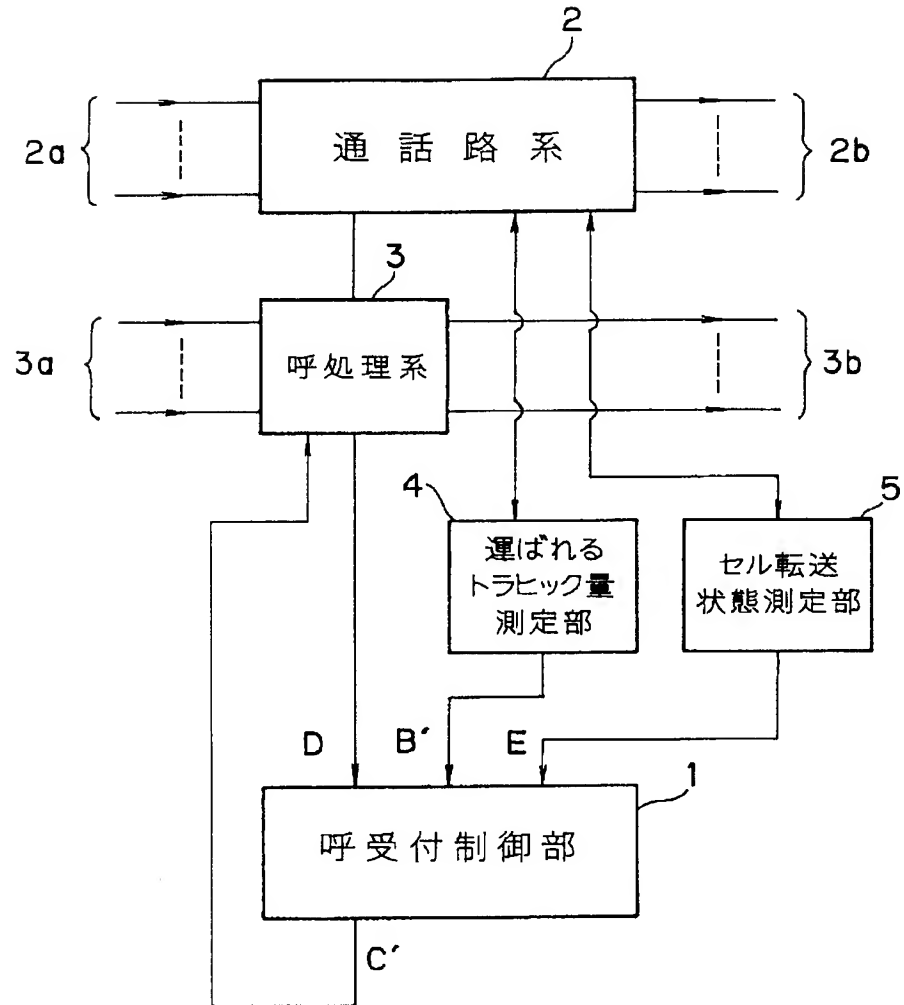 2
通話路系
2a
2b
3
呼処理系
3a
3b
4
運ばれる
トラヒック量
測定部
5
セル転送
状態測定部
D
B′
E
1
呼受付制御部
C′